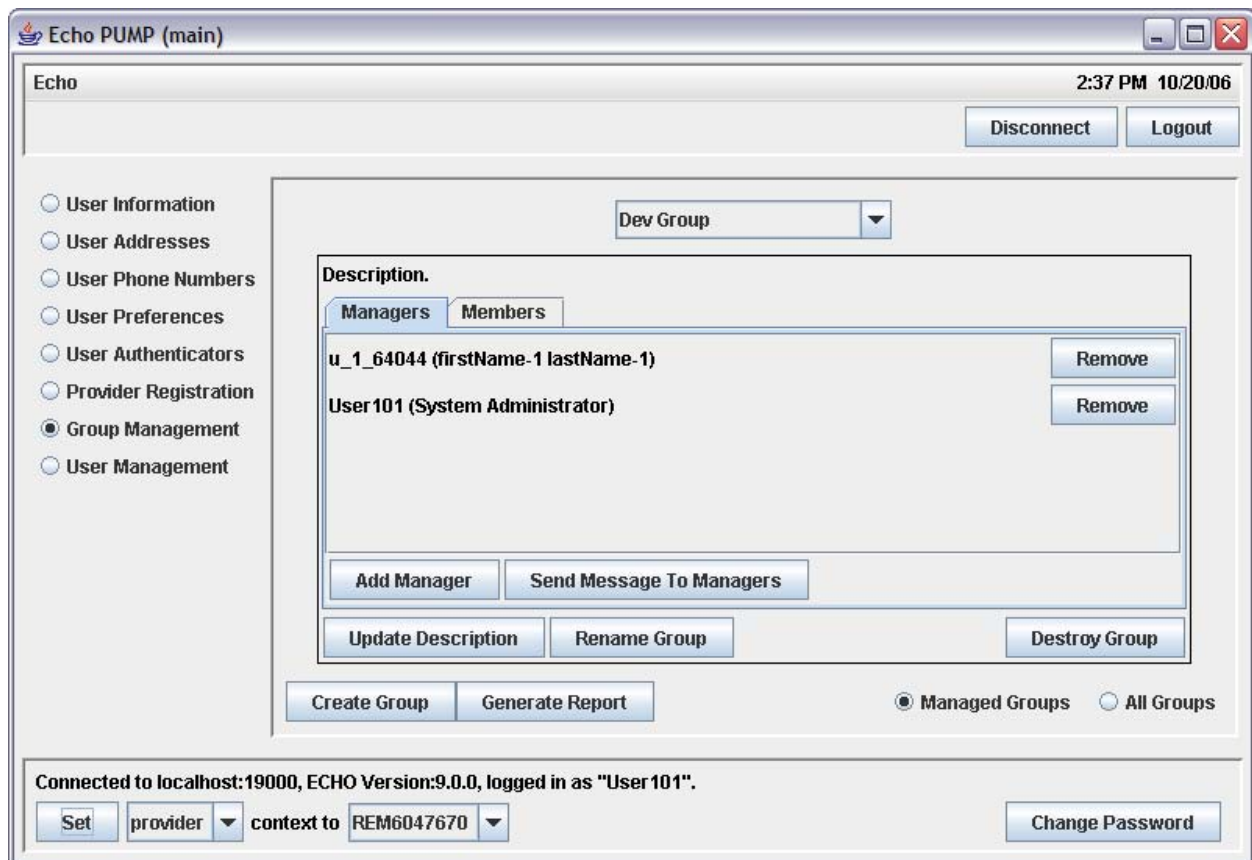 Echo PUMP (main)
Echo 2:37 PM 10/20/06
Disconnect Logout
User Information
User Addresses
User Phone Numbers
User Preferences
User Authenticators
Provider Registration
Group Management
User Management
Dev Group
Description.
Managers Members
u_1_64044 (firstName-1 lastName-1) Remove
User101 (System Administrator) Remove
Add Manager Send Message To Managers
Update Description Rename Group Destroy Group
Create Group Generate Report Managed Groups All Groups
Connected to localhost:19000, ECHO Version:9.0.0, logged in as "User101".
Set provider context to REM6047670 Change Password